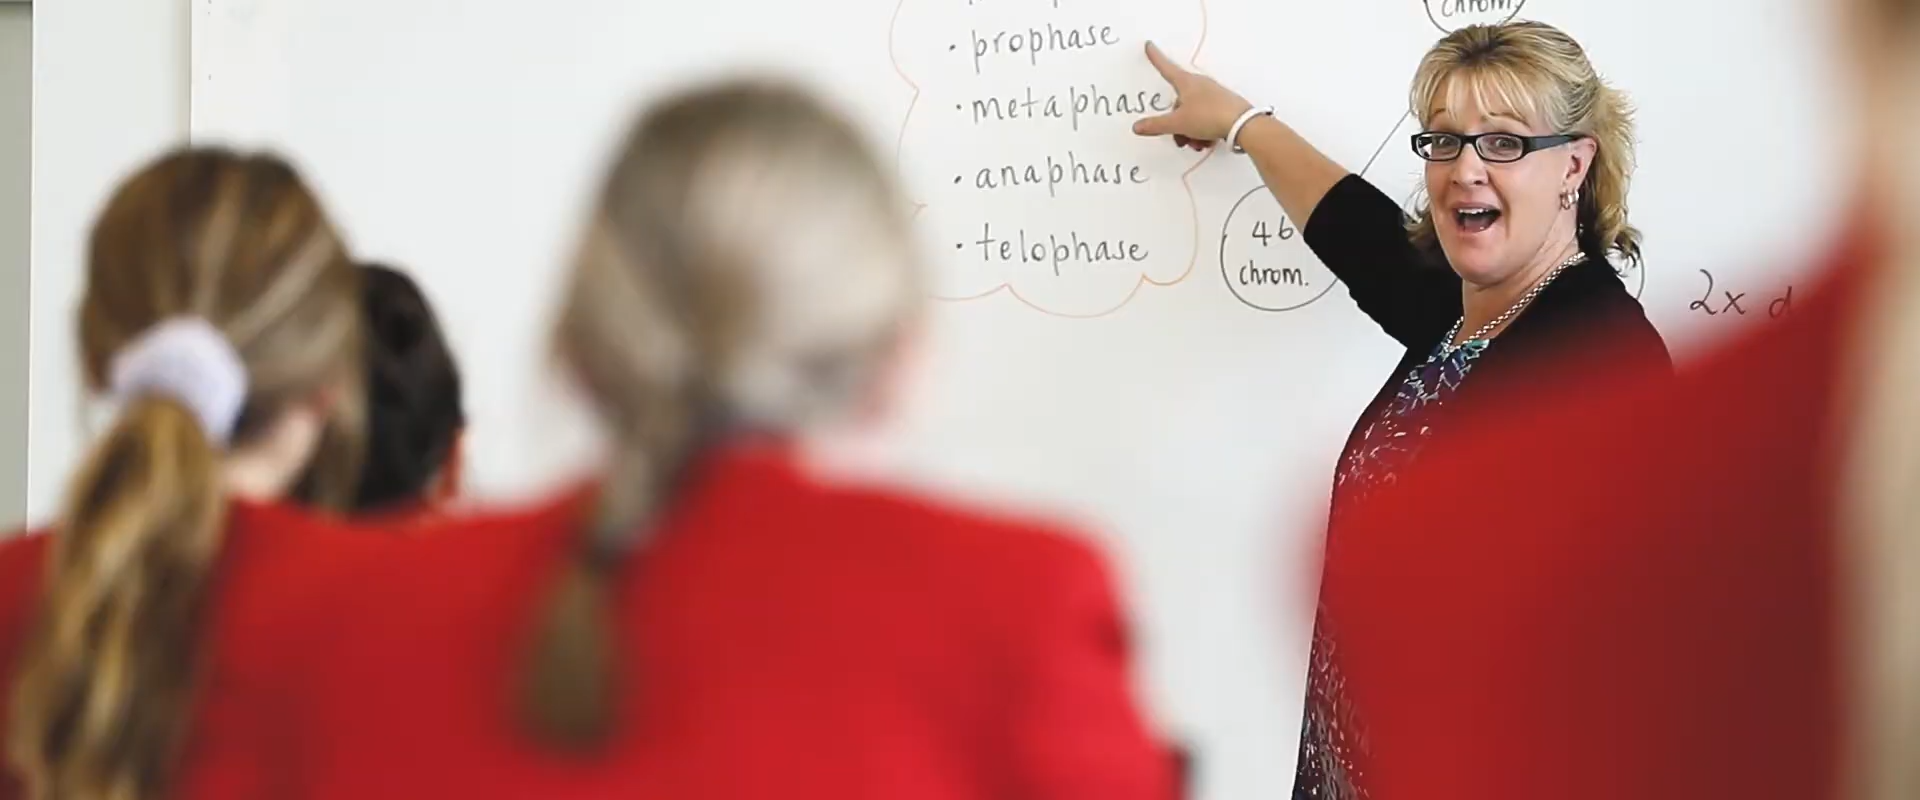 chrom.
• prophase
• metaphase
• anaphase
• telophase
46
chrom.
2x